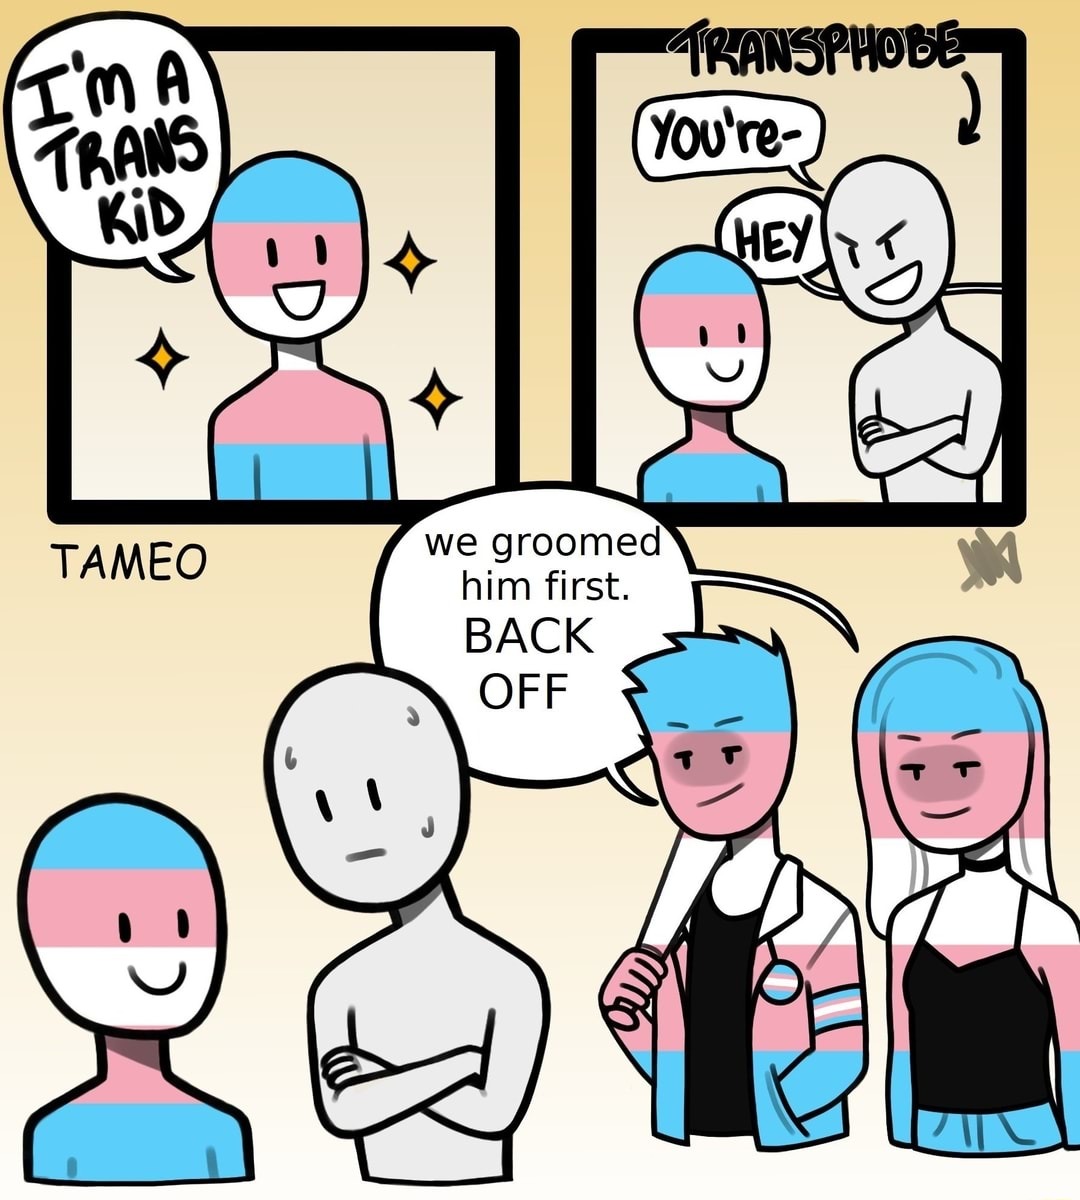 I'm A
TRANS
KiD
TRANSPHOBE
YOU're-
HEY
TAMEO
we groomed
him first.
BACK
OFF